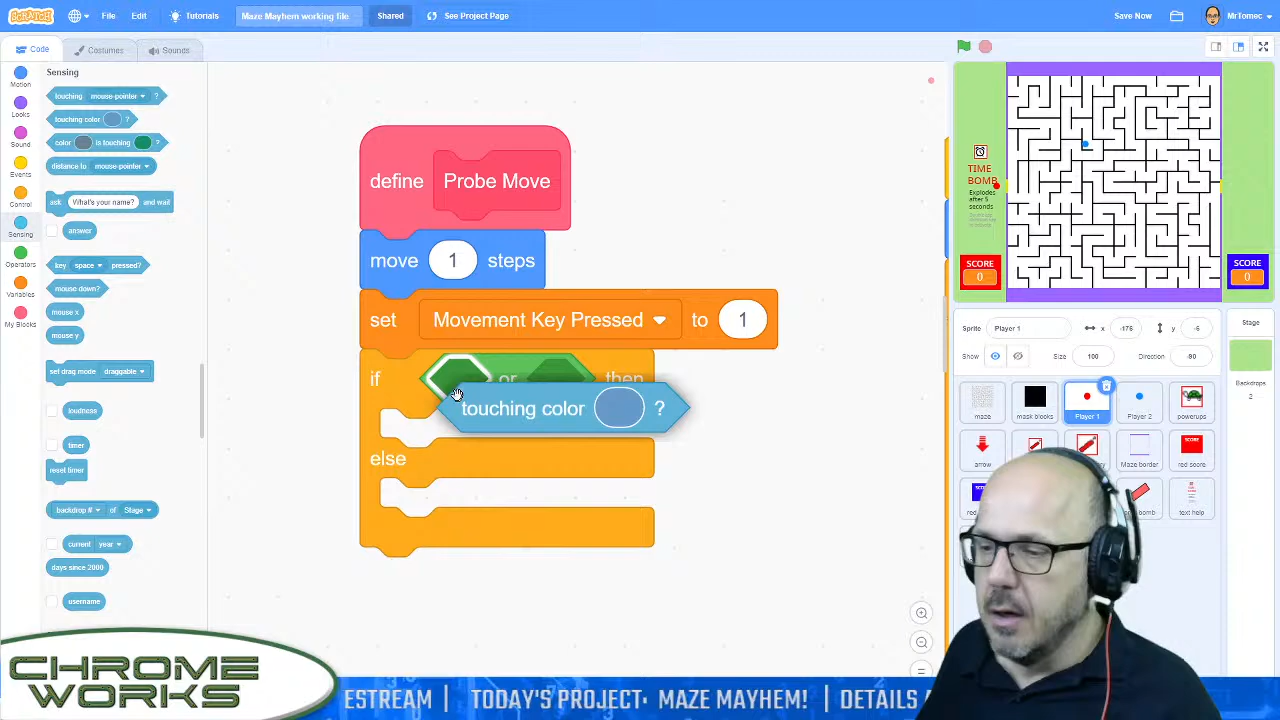 SCRATCH File Edit Tutorials Maze Mayhem working file Shared See Project Page Save Now MrTomec
Code Costumes Sounds
Motion
Looks
Sound
Events
Control
Sensing
Operators
Variables
My Blocks
Sensing
touching mouse-pointer ?
touching color ?
color is touching ?
distance to mouse-pointer
ask What's your name? and wait
answer
key space pressed?
mouse down?
mouse x
mouse y
set drag mode draggable
loudness
timer
reset timer
backdrop # of Stage
current year
days since 2000
username
define Probe Move
move 1 steps
set Movement Key Pressed to 1
if or then
touching color ?
else
TIME
BOMB
Explodes
after 5
seconds
SCORE
0
SCORE
0
Sprite Player 1 x -176 y -6
Show Size 100 Direction -90
Stage
Backdrops
2
maze
mask blocks
Player 1
Player 2
powerups
arrow
Maze border
red score
text help
CHROME
WORKS
ESTREAM | TODAY'S PROJECT: MAZE MAYHEM! | DETAILS